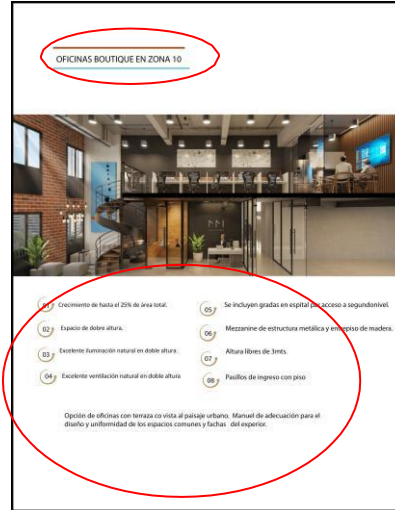 OFICINAS BOUTIQUE EN ZONA 10
01 Crecimiento de hasta el 25% de área total.
02 Espacio de dobre altura.
03 Excelente iluminación natural en doble altura.
04 Excelente ventilación natural en doble altura
05 Se incluyen gradas en espital por acceso a segundonivel.
06 Mezzanine de estructura metálica y entrepiso de madera.
07 Altura libres de 3mts.
08 Pasillos de ingreso con piso
Opción de oficinas con terraza co vista al paisaje urbano. Manuel de adecuación para el
diseño y uniformidad de los espacios comunes y fachas del experior.